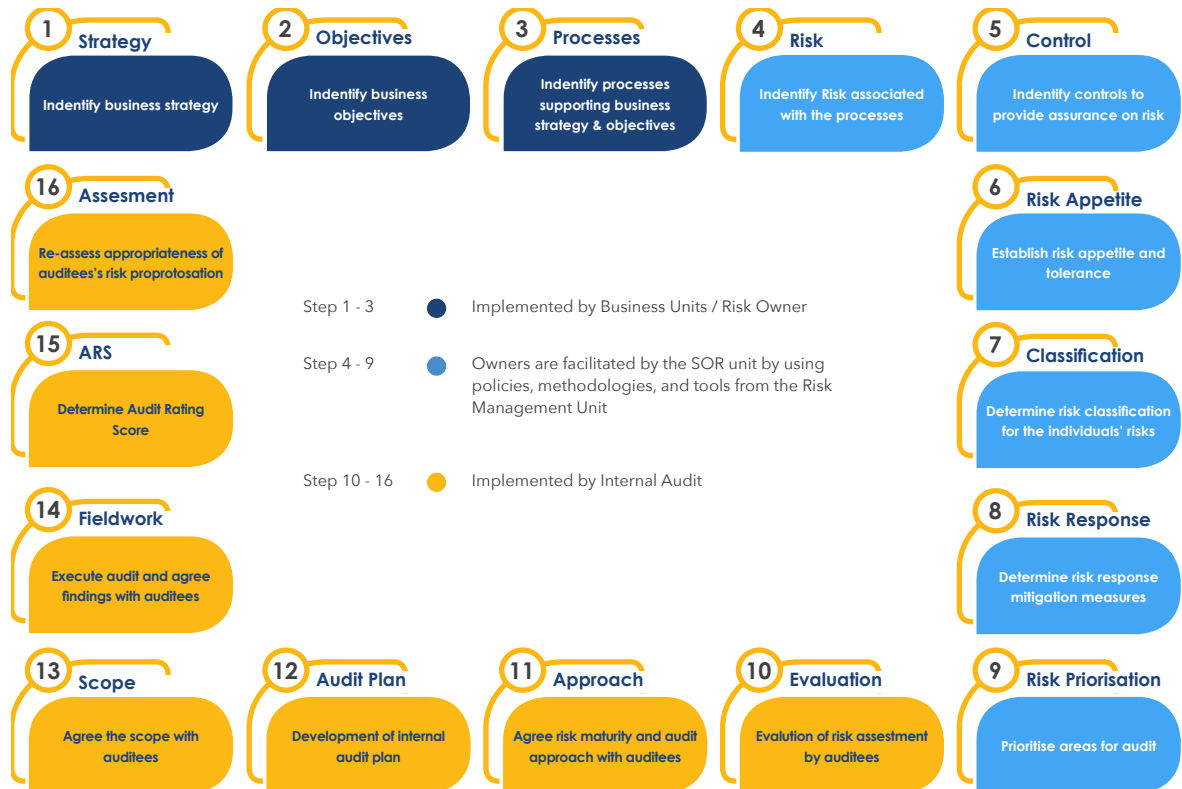 1
Strategy
Indentify business strategy
2
Objectives
Indentify business
objectives
3
Processes
Indentify processes
supporting business
strategy & objectives
4
Risk
Indentify Risk associated
with the processes
5
Control
Indentify controls to
provide assurance on risk
6
Risk Appetite
Establish risk appetite and
tolerance
7
Classification
Determine risk classification
for the individuals' risks
8
Risk Response
Determine risk response
mitigation measures
9
Risk Priorisation
Prioritise areas for audit
10
Evaluation
Evalution of risk assestment
by auditees
11
Approach
Agree risk maturity and audit
approach with auditees
12
Audit Plan
Development of internal
audit plan
13
Scope
Agree the scope with
auditees
14
Fieldwork
Execute audit and agree
findings with auditees
15
ARS
Determine Audit Rating
Score
16
Assesment
Re-assess appropriateness of
auditees's risk proprotosation
Step 1 - 3
Implemented by Business Units / Risk Owner
Step 4 - 9
Owners are facilitated by the SOR unit by using
policies, methodologies, and tools from the Risk
Management Unit
Step 10 - 16
Implemented by Internal Audit